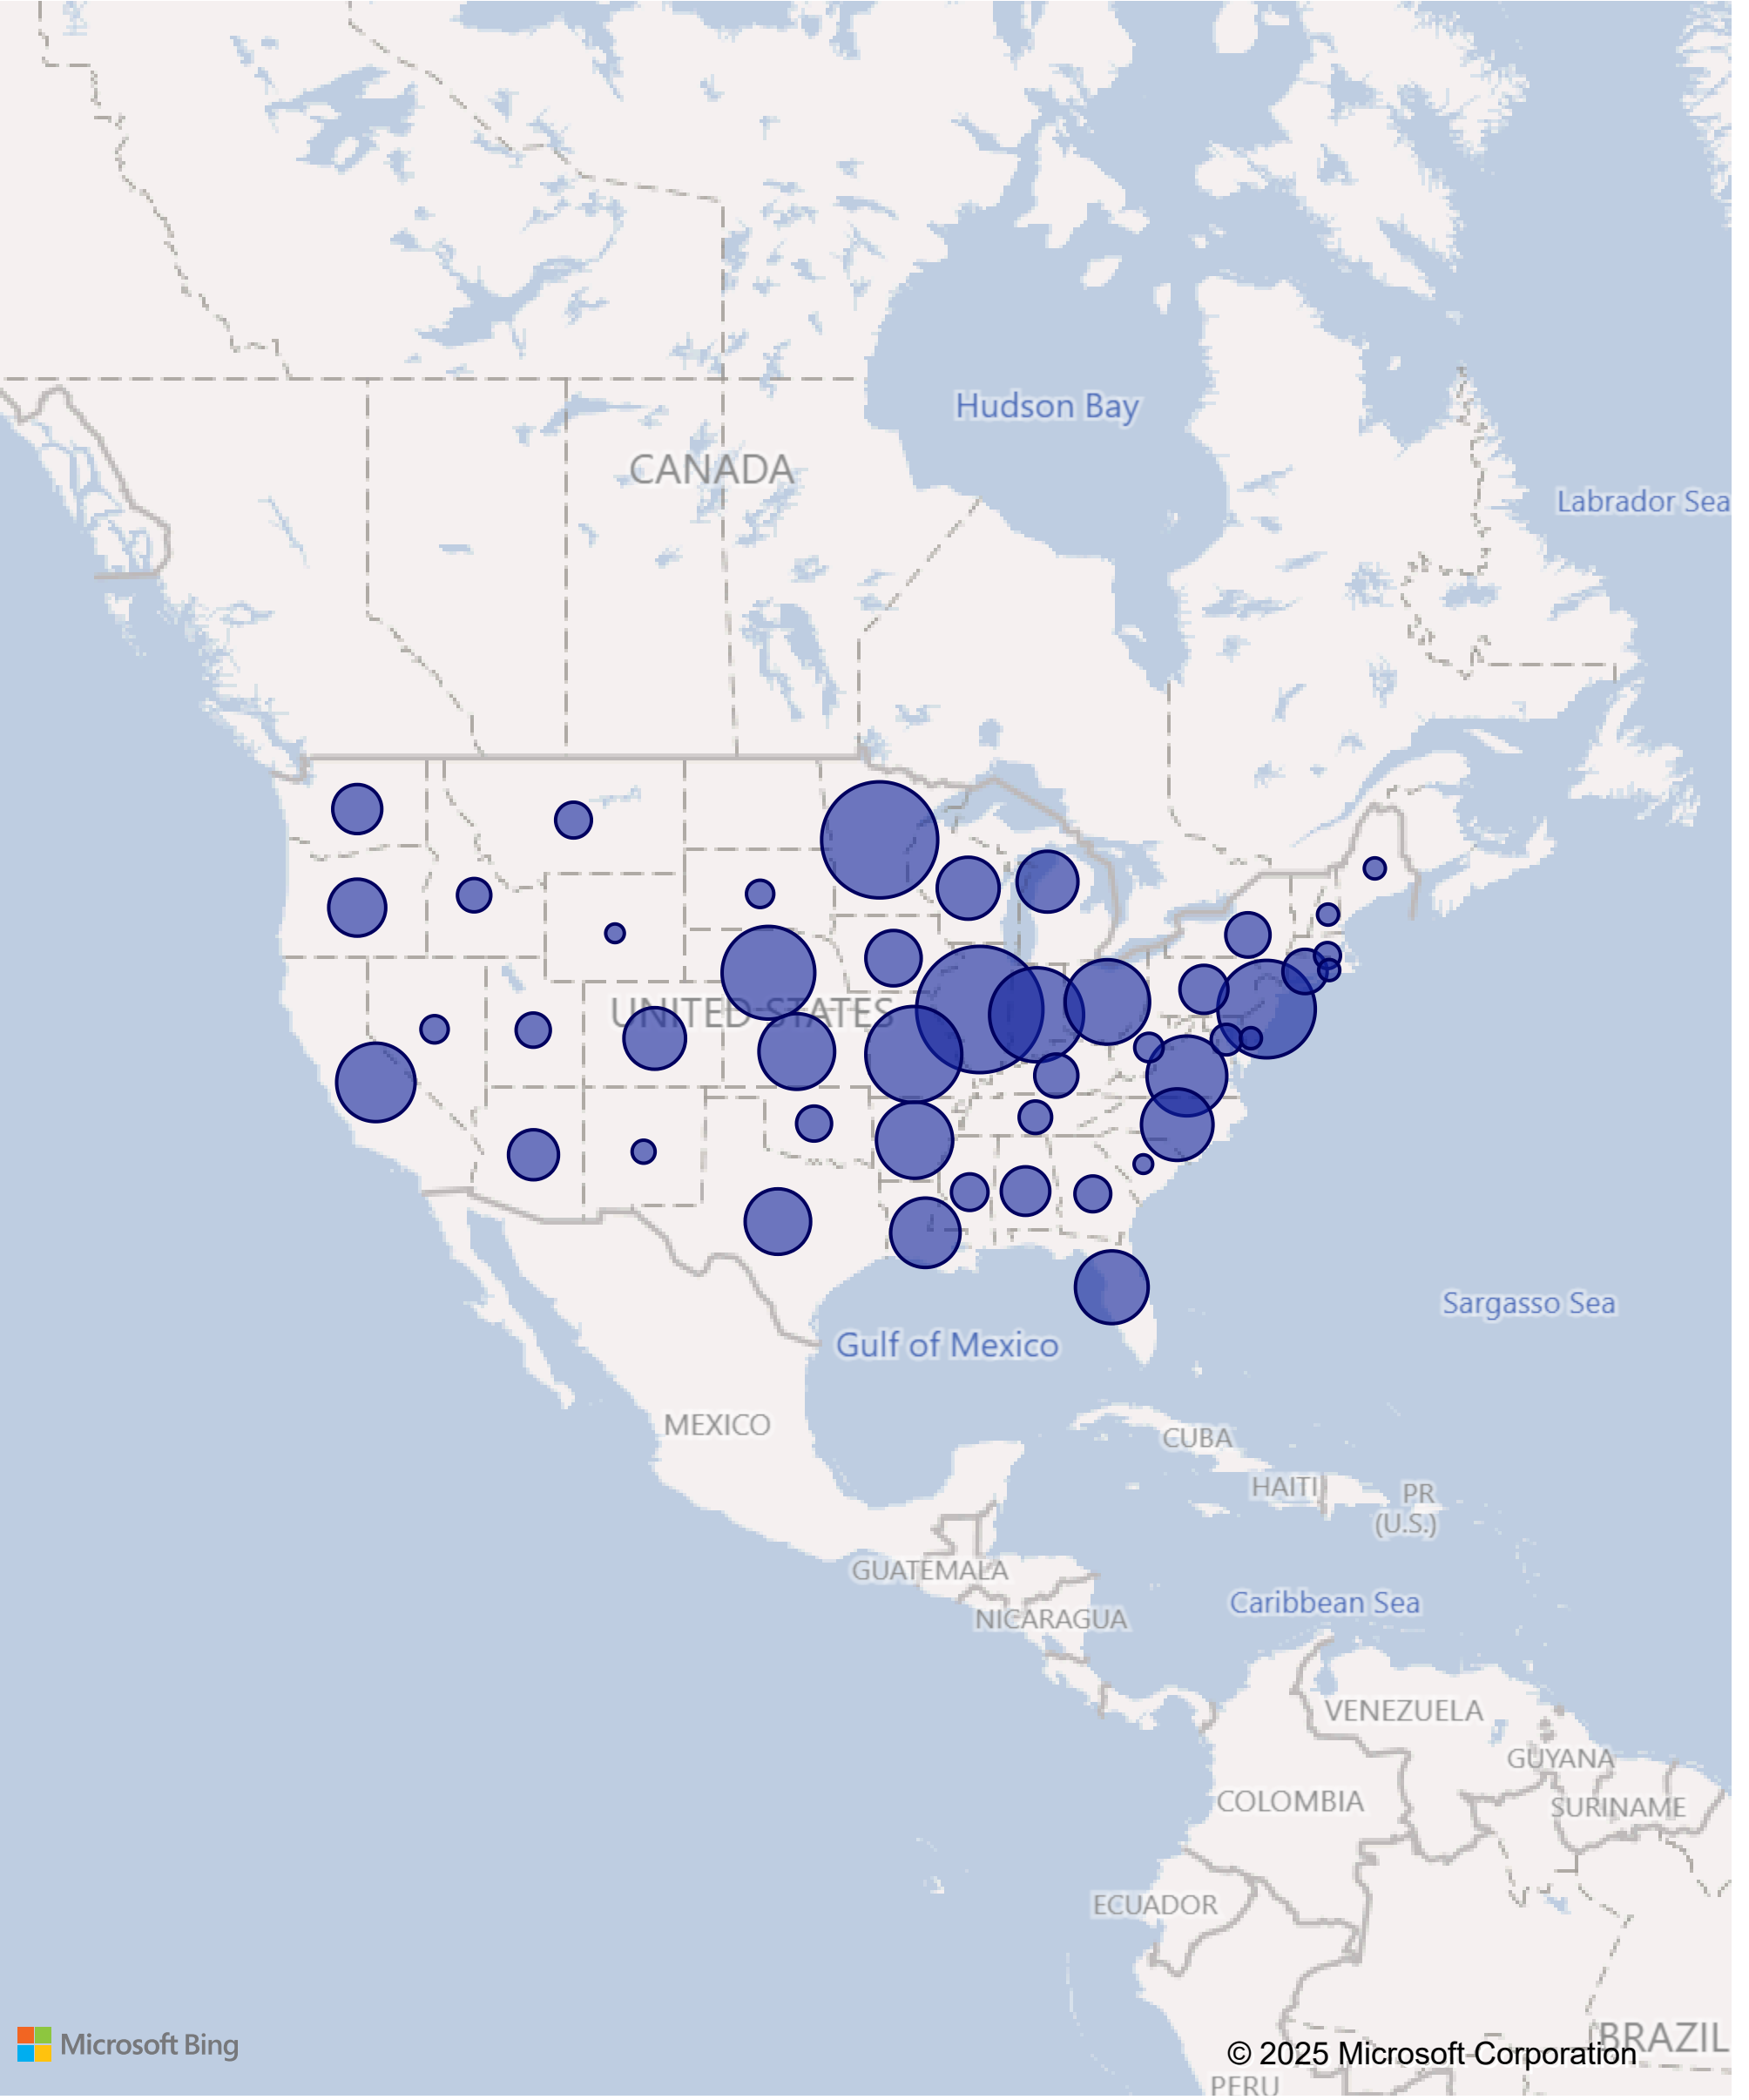 Hudson Bay
CANADA
Labrador Sea
UNITED STATES
Sargasso Sea
Gulf of Mexico
MEXICO
CUBA
HAITI
PR
(U.S.)
GUATEMALA
Caribbean Sea
NICARAGUA
VENEZUELA
GUYANA
COLOMBIA
SURINAME
ECUADOR
BRAZIL
Microsoft Bing
© 2025 Microsoft Corporation
PERU